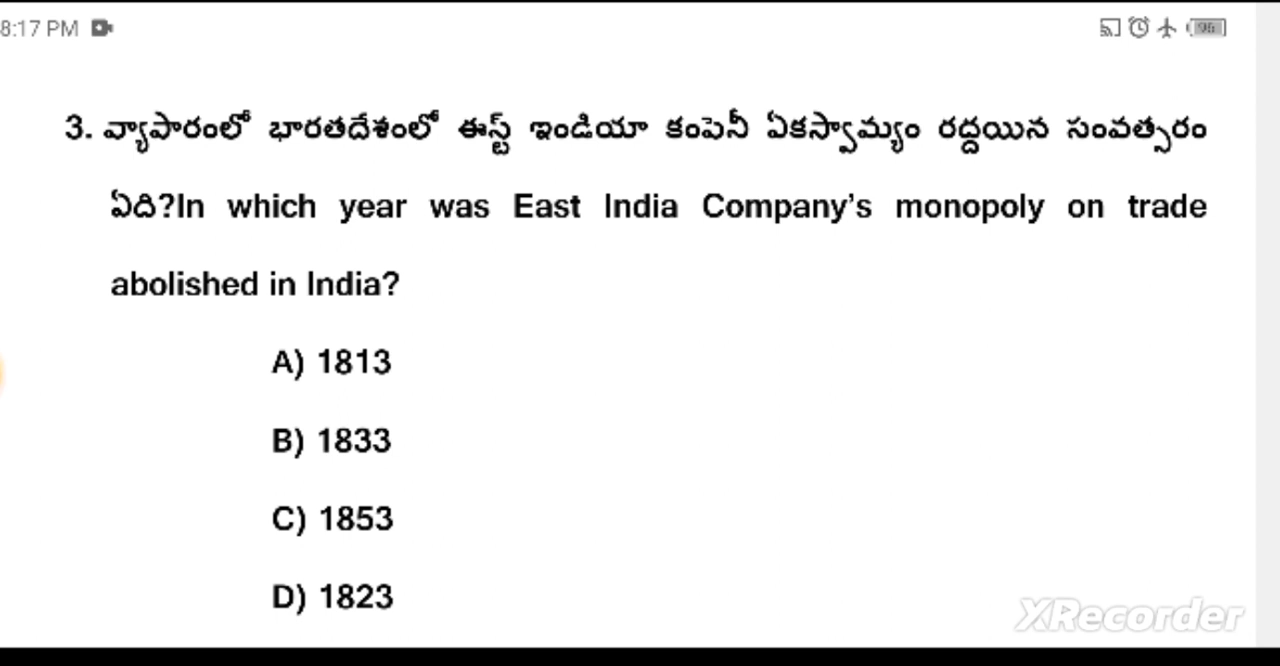 8:17 PM
96
3. వ్యాపారంలో భారతదేశంలో ఈస్ట్ ఇండియా కంపెనీ ఏకస్వామ్యం రద్దయిన సంవత్సరం
ఏది?In which year was East India Company's monopoly on trade
abolished in India?
A) 1813
B) 1833
C) 1853
D) 1823
XRecorder